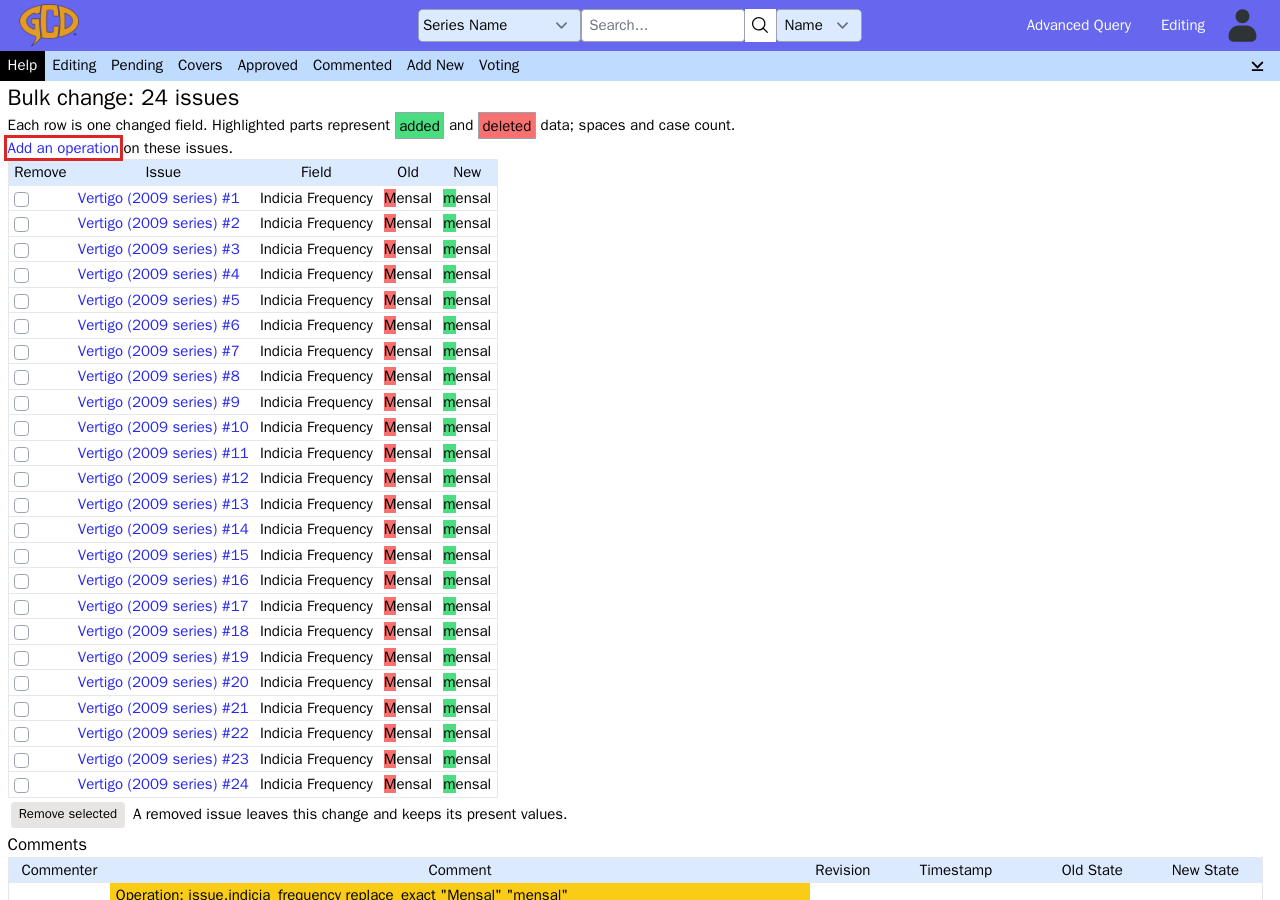 GCD
Series Name Search... Name Advanced Query Editing
Help Editing Pending Covers Approved Commented Add New Voting
Bulk change: 24 issues
Each row is one changed field. Highlighted parts represent added and deleted data; spaces and case count.
Add an operation on these issues.
Remove Issue Field Old New
Vertigo (2009 series) #1 Indicia Frequency Mensal mensal
Vertigo (2009 series) #2 Indicia Frequency Mensal mensal
Vertigo (2009 series) #3 Indicia Frequency Mensal mensal
Vertigo (2009 series) #4 Indicia Frequency Mensal mensal
Vertigo (2009 series) #5 Indicia Frequency Mensal mensal
Vertigo (2009 series) #6 Indicia Frequency Mensal mensal
Vertigo (2009 series) #7 Indicia Frequency Mensal mensal
Vertigo (2009 series) #8 Indicia Frequency Mensal mensal
Vertigo (2009 series) #9 Indicia Frequency Mensal mensal
Vertigo (2009 series) #10 Indicia Frequency Mensal mensal
Vertigo (2009 series) #11 Indicia Frequency Mensal mensal
Vertigo (2009 series) #12 Indicia Frequency Mensal mensal
Vertigo (2009 series) #13 Indicia Frequency Mensal mensal
Vertigo (2009 series) #14 Indicia Frequency Mensal mensal
Vertigo (2009 series) #15 Indicia Frequency Mensal mensal
Vertigo (2009 series) #16 Indicia Frequency Mensal mensal
Vertigo (2009 series) #17 Indicia Frequency Mensal mensal
Vertigo (2009 series) #18 Indicia Frequency Mensal mensal
Vertigo (2009 series) #19 Indicia Frequency Mensal mensal
Vertigo (2009 series) #20 Indicia Frequency Mensal mensal
Vertigo (2009 series) #21 Indicia Frequency Mensal mensal
Vertigo (2009 series) #22 Indicia Frequency Mensal mensal
Vertigo (2009 series) #23 Indicia Frequency Mensal mensal
Vertigo (2009 series) #24 Indicia Frequency Mensal mensal
Remove selected A removed issue leaves this change and keeps its present values.
Comments
Commenter Comment Revision Timestamp Old State New State
Operation: issue.indicia_frequency replace_exact "Mensal" "mensal"